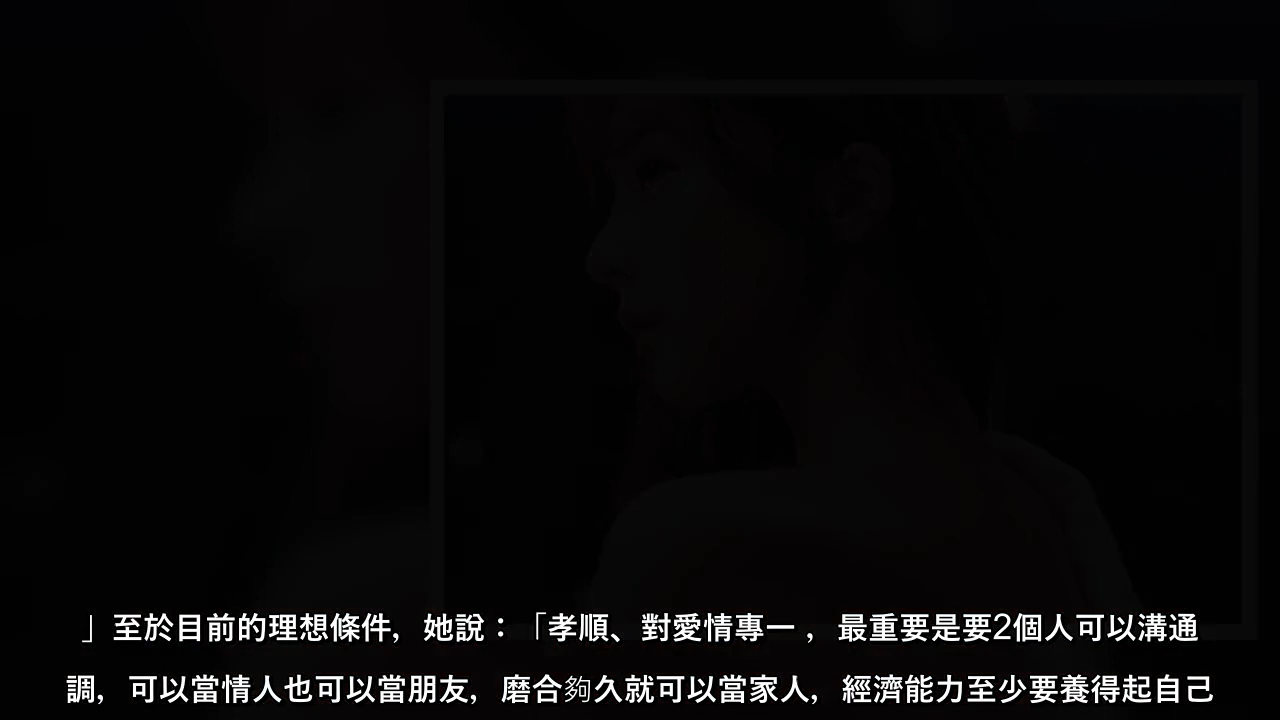 」至於目前的理想條件，她說：「孝順、對愛情專一，最重要是要2個人可以溝通
調，可以當情人也可以當朋友，磨合夠久就可以當家人，經濟能力至少要養得起自己